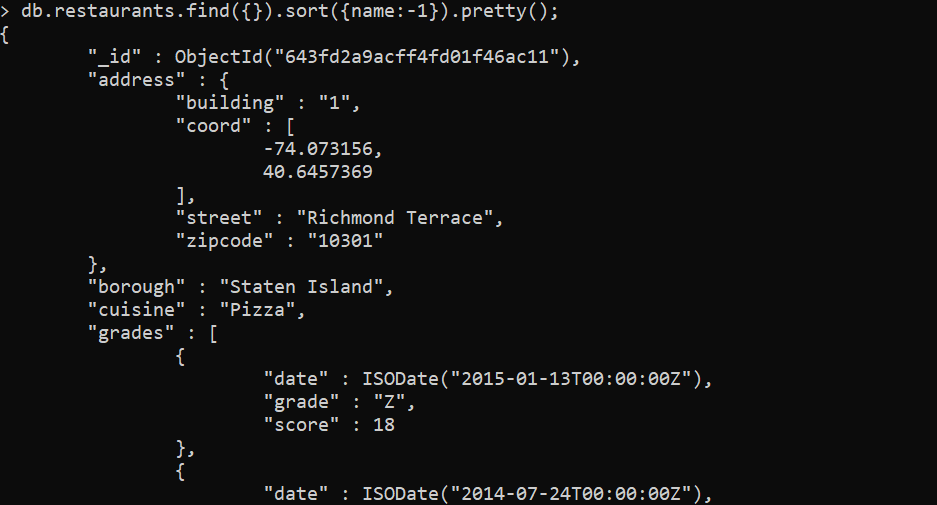 > db.restaurants.find({}).sort({name:-1}).pretty();
{
"_id" : ObjectId("643fd2a9acff4fd01f46ac11"),
"address" : {
"building" : "1",
"coord" : [
-74.073156,
40.6457369
],
"street" : "Richmond Terrace",
"zipcode" : "10301"
},
"borough" : "Staten Island",
"cuisine" : "Pizza",
"grades" : [
{
"date" : ISODate("2015-01-13T00:00:00Z"),
"grade" : "Z",
"score" : 18
},
{
"date" : ISODate("2014-07-24T00:00:00Z"),